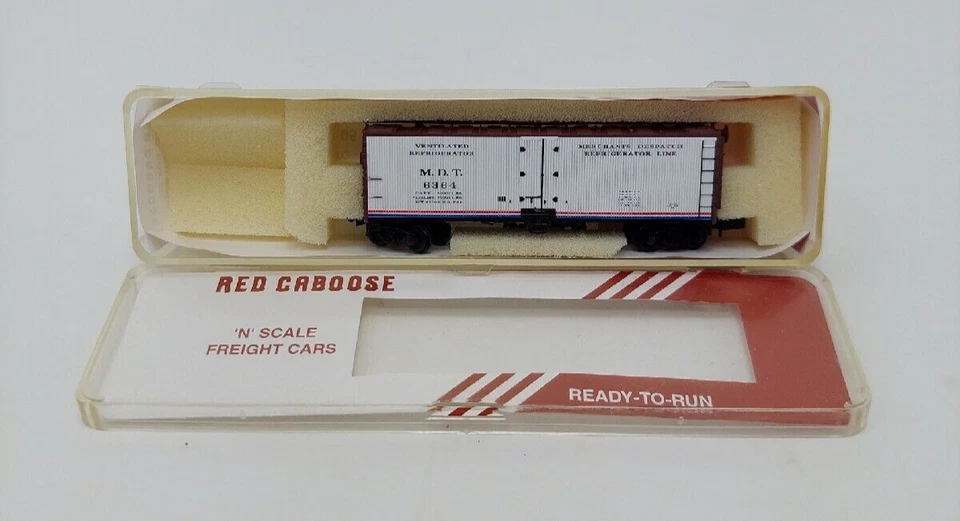 VENTILATED
REFRIGERATOR
M. D. T.
6364
MERCHANTS DESPATCH
REFRIGERATOR LINE
RED CABOOSE
'N' SCALE
FREIGHT CARS
READY-TO-RUN